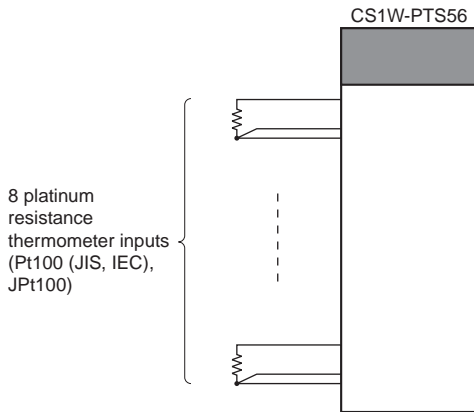 CS1W-PTS56
8 platinum
resistance
thermometer inputs
(Pt100 (JIS, IEC),
JPt100)